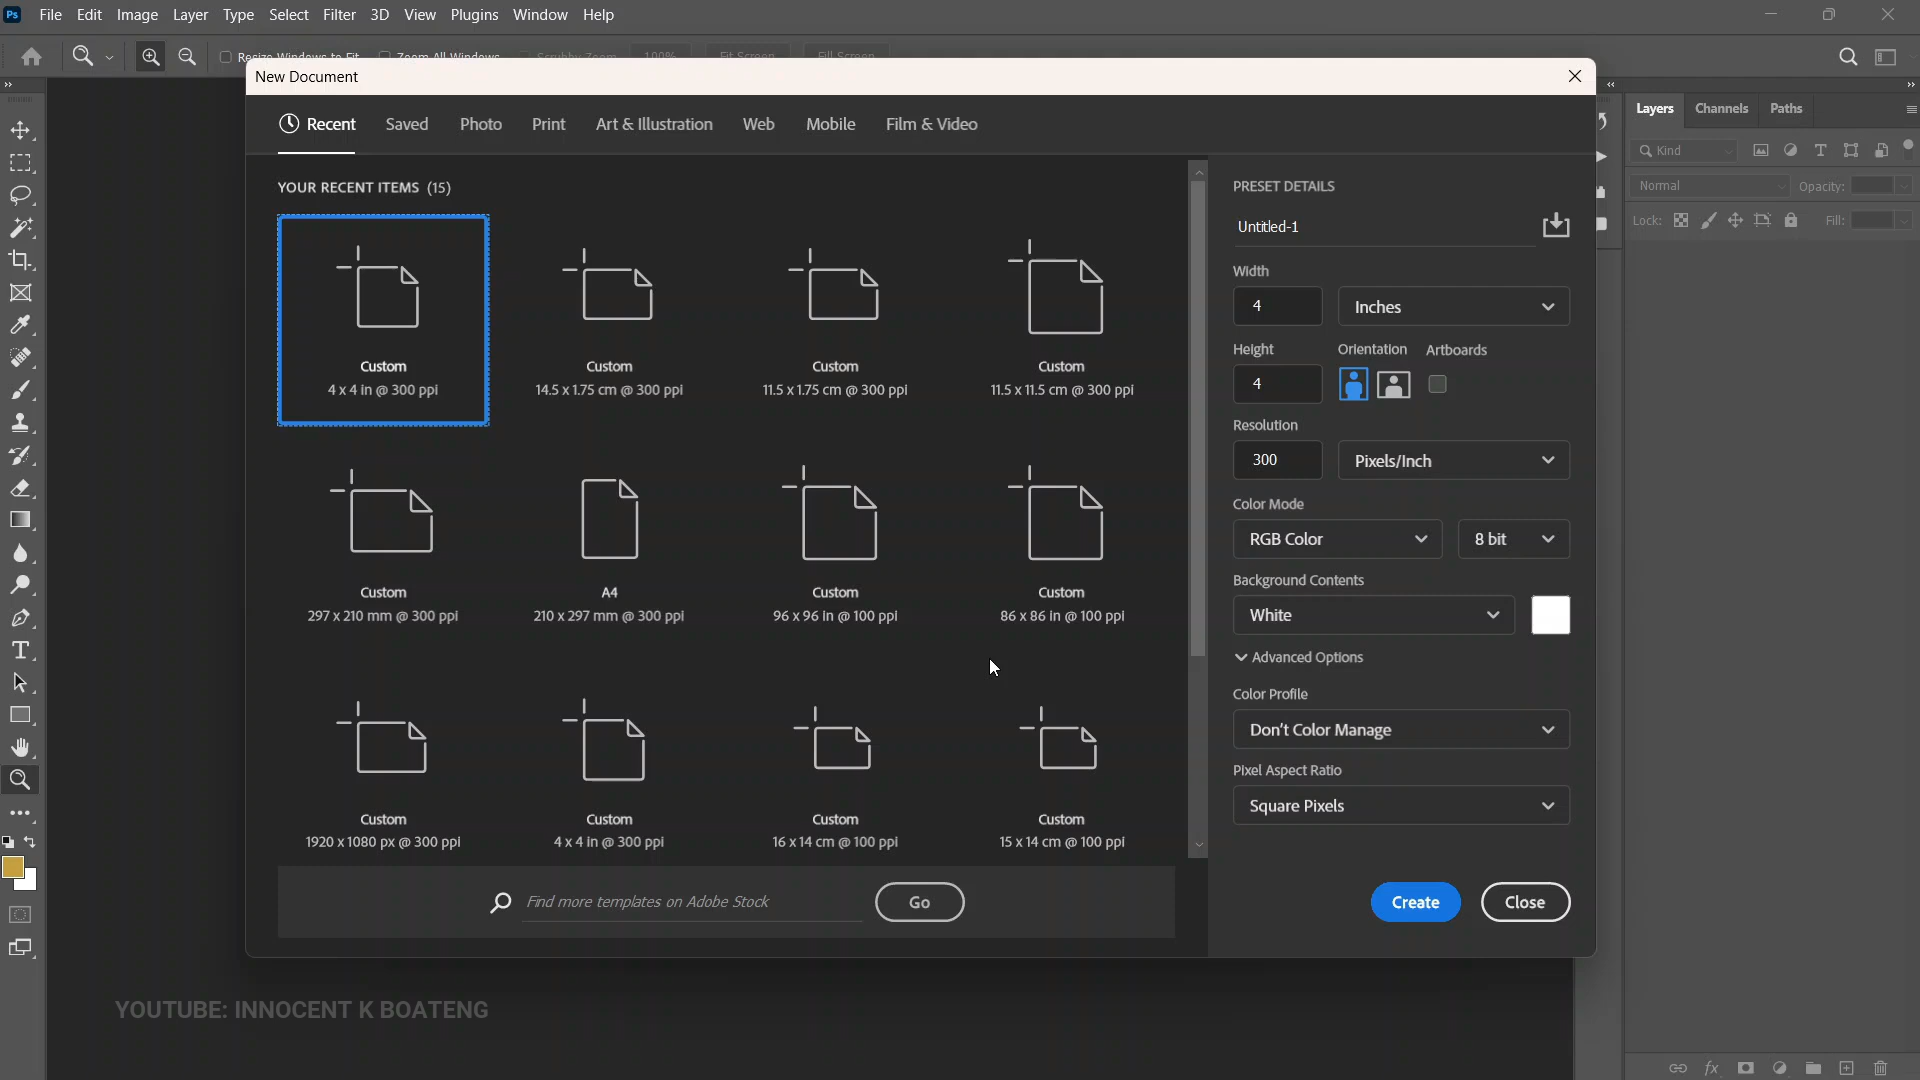 Ps File Edit Image Layer Type Select Filter 3D View Plugins Window Help
Resize Windows to Fit Zoom All Windows Scrubby Zoom 100% Fit Screen Fill Screen
New Document
Recent Saved Photo Print Art & Illustration Web Mobile Film & Video
YOUR RECENT ITEMS (15)
Custom Custom Custom Custom
4 x 4 in @ 300 ppi 14.5 x 1.75 cm @ 300 ppi 11.5 x 1.75 cm @ 300 ppi 11.5 x 11.5 cm @ 300 ppi
Custom A4 Custom Custom
297 x 210 mm @ 300 ppi 210 x 297 mm @ 300 ppi 96 x 96 in @ 100 ppi 86 x 86 in @ 100 ppi
Custom Custom Custom Custom
1920 x 1080 px @ 300 ppi 4 x 4 in @ 300 ppi 16 x 14 cm @ 100 ppi 15 x 14 cm @ 100 ppi
Find more templates on Adobe Stock Go
PRESET DETAILS
Untitled-1
Width
4 Inches
Height Orientation Artboards
4
Resolution
300 Pixels/Inch
Color Mode
RGB Color 8 bit
Background Contents
White
Advanced Options
Color Profile
Don't Color Manage
Pixel Aspect Ratio
Square Pixels
Create Close
Layers Channels Paths
Kind
Normal Opacity:
Lock: Fill:
YOUTUBE: INNOCENT K BOATENG